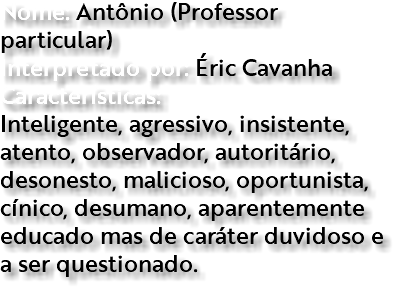 Nome: Antônio (Professor
particular)
Interpretado por: Éric Cavanha
Características:
Inteligente, agressivo, insistente,
atento, observador, autoritário,
desonesto, malicioso, oportunista,
cínico, desumano, aparentemente
educado mas de caráter duvidoso e
a ser questionado.